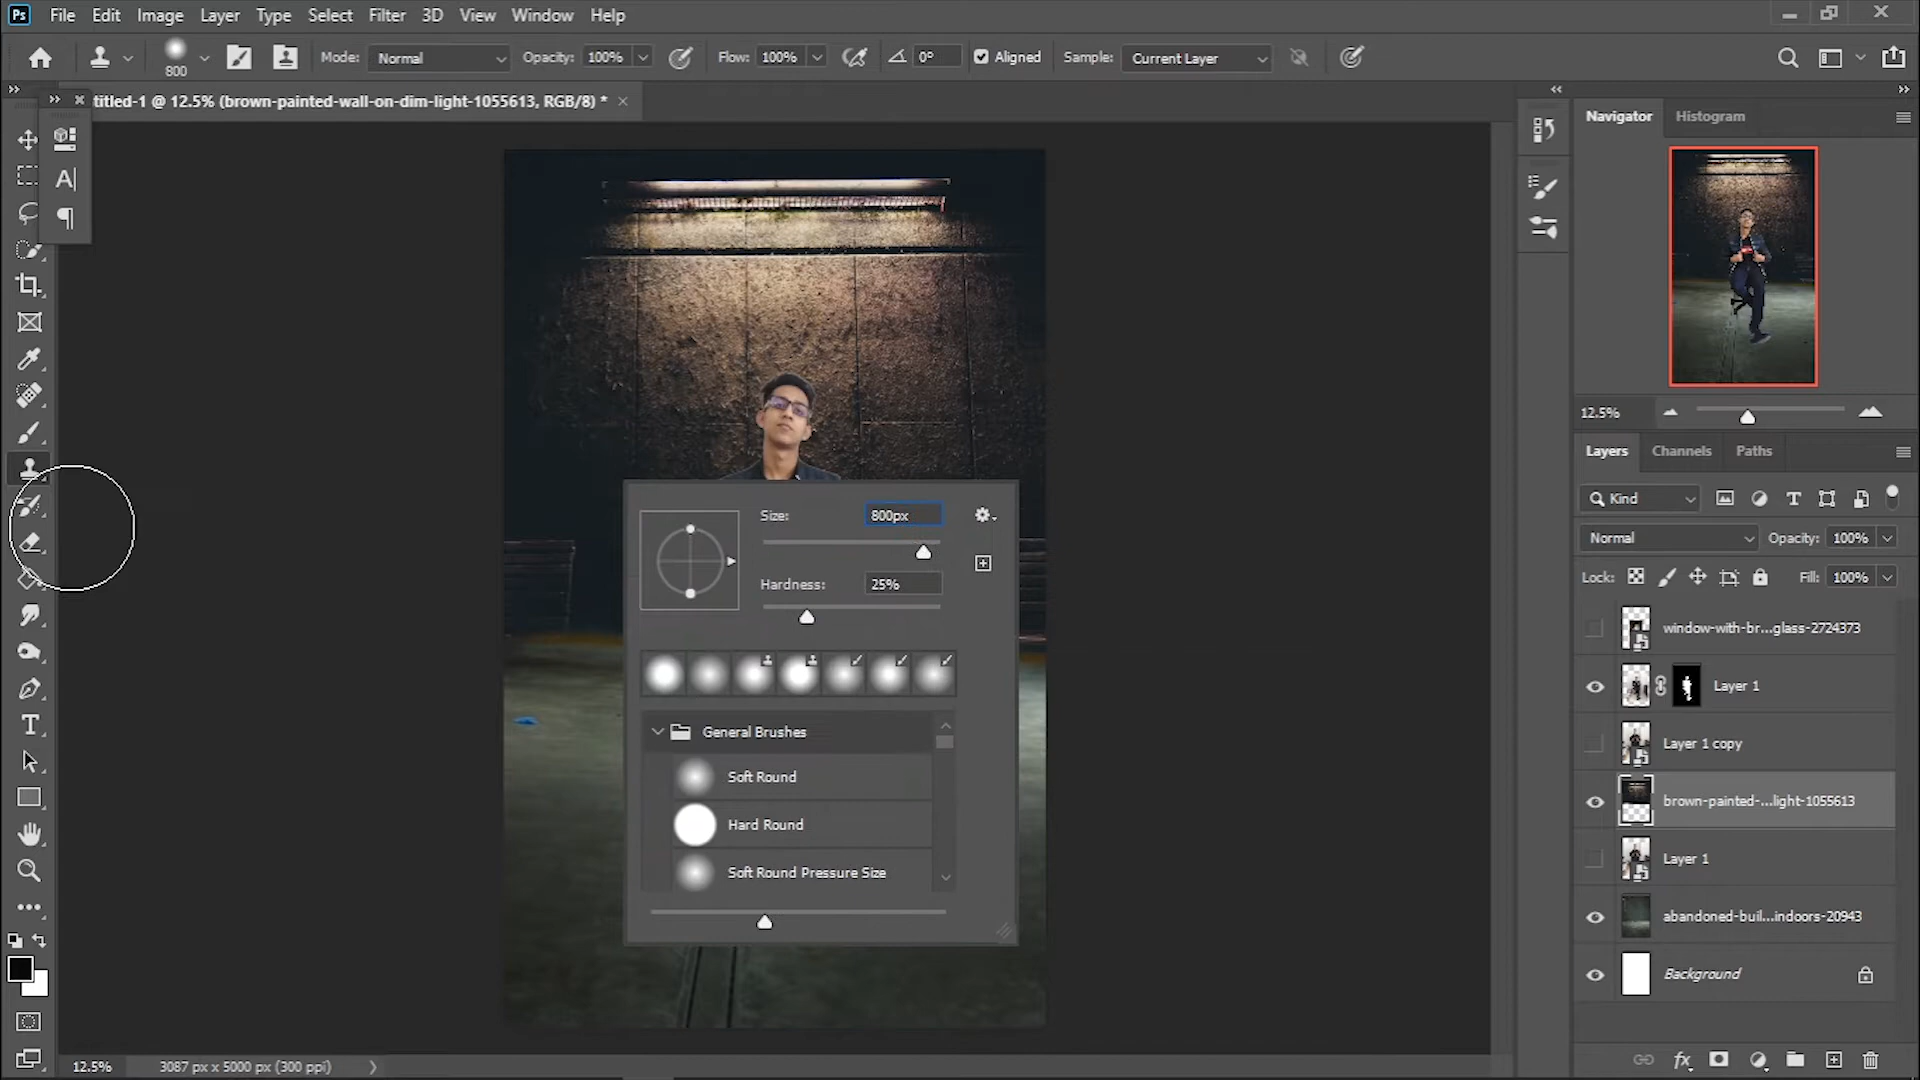 Ps File Edit Image Layer Type Select Filter 3D View Window Help
800 Mode: Normal Opacity: 100% Flow: 100% 0° Aligned Sample: Current Layer
titled-1 @ 12.5% (brown-painted-wall-on-dim-light-1055613, RGB/8) *
Navigator Histogram
12.5%
Layers Channels Paths
Kind
Normal Opacity: 100%
Lock: Fill: 100%
window-with-br...glass-2724373
Layer 1
Layer 1 copy
brown-painted-...light-1055613
Layer 1
abandoned-buil...indoors-20943
Background
Size: 800px
Hardness: 25%
General Brushes
Soft Round
Hard Round
Soft Round Pressure Size
12.5% 3087 px x 5000 px (300 ppi)